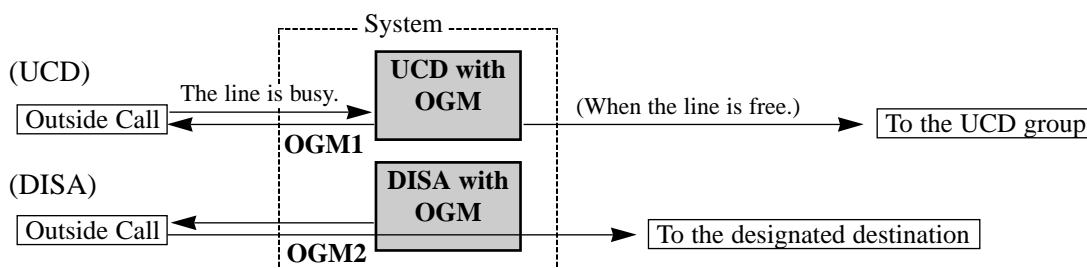 System
(UCD)
UCD with
OGM
The line is busy.
(When the line is free.)
Outside Call
To the UCD group
OGM1
(DISA)
DISA with
OGM
Outside Call
To the designated destination
OGM2